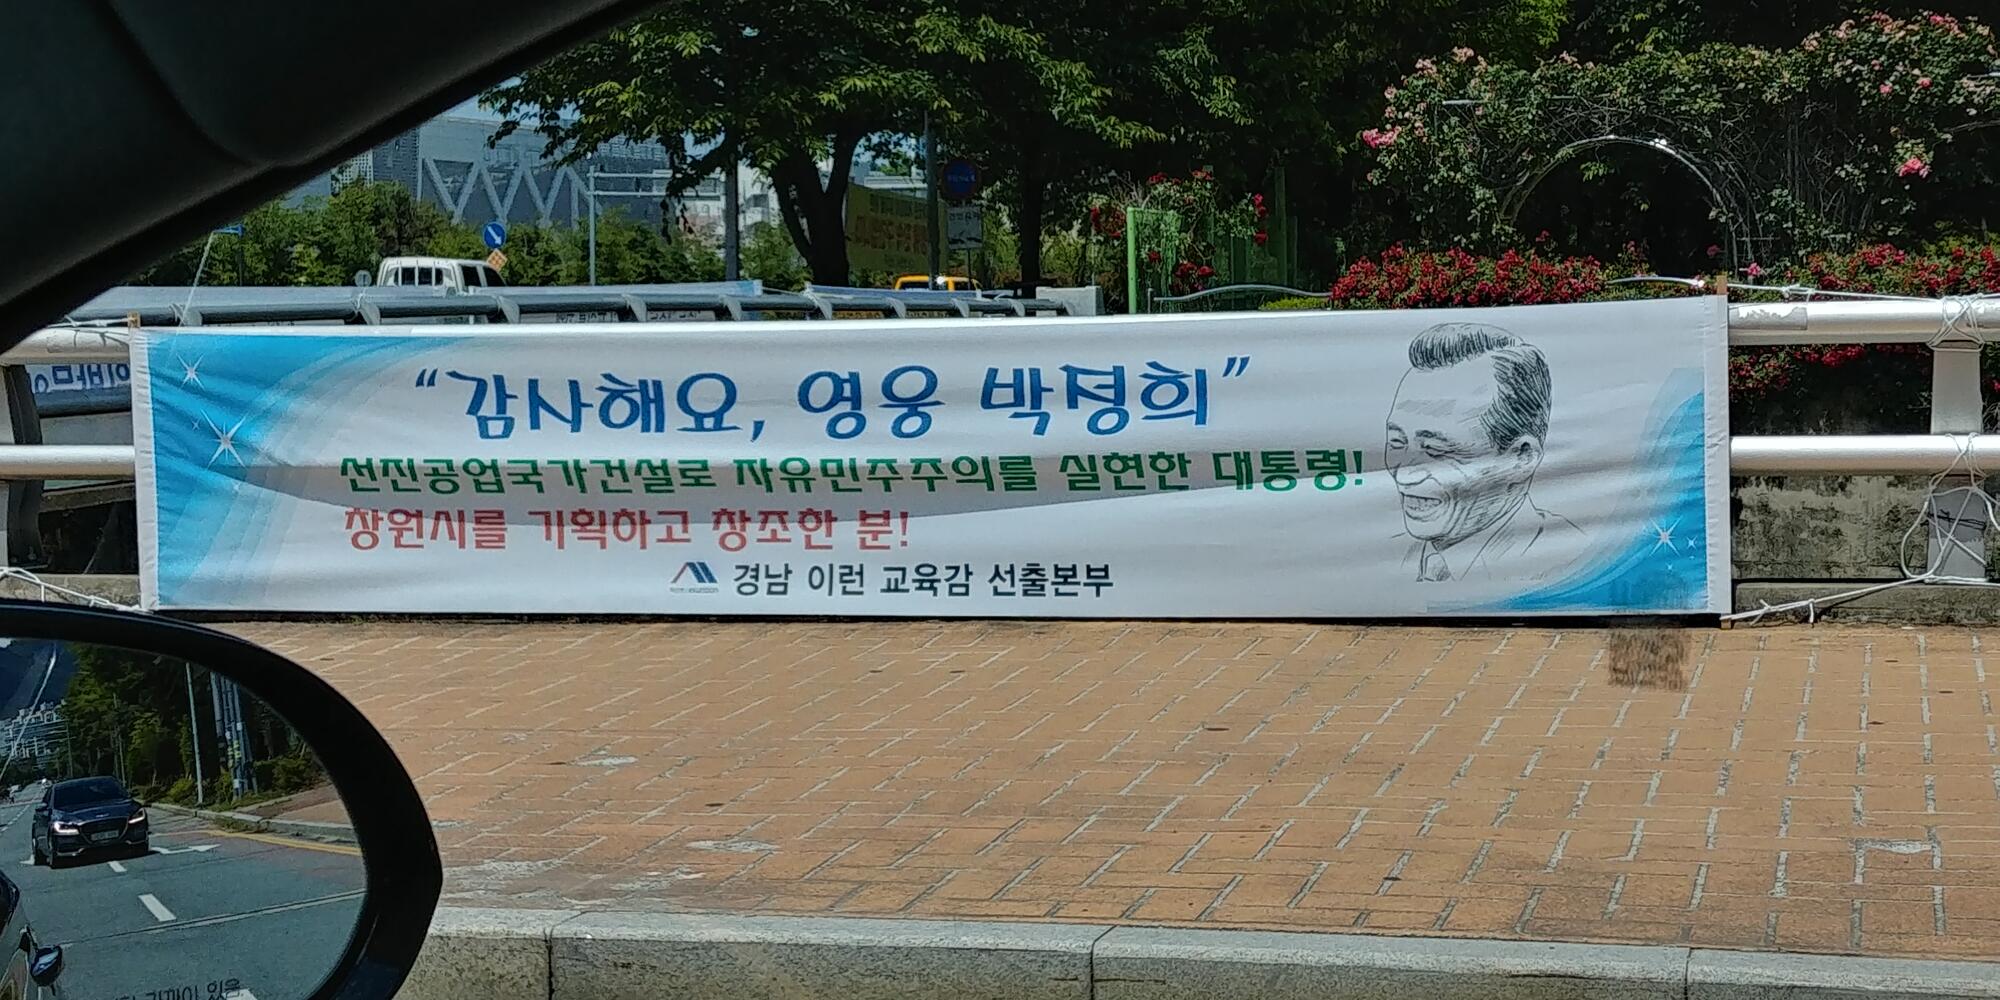 “감사해요, 영웅 박정희”
선진공업국가건설로 자유민주주의를 실현한 대통령!
창원시를 기획하고 창조한 분!
경남 이런 교육감 선출본부